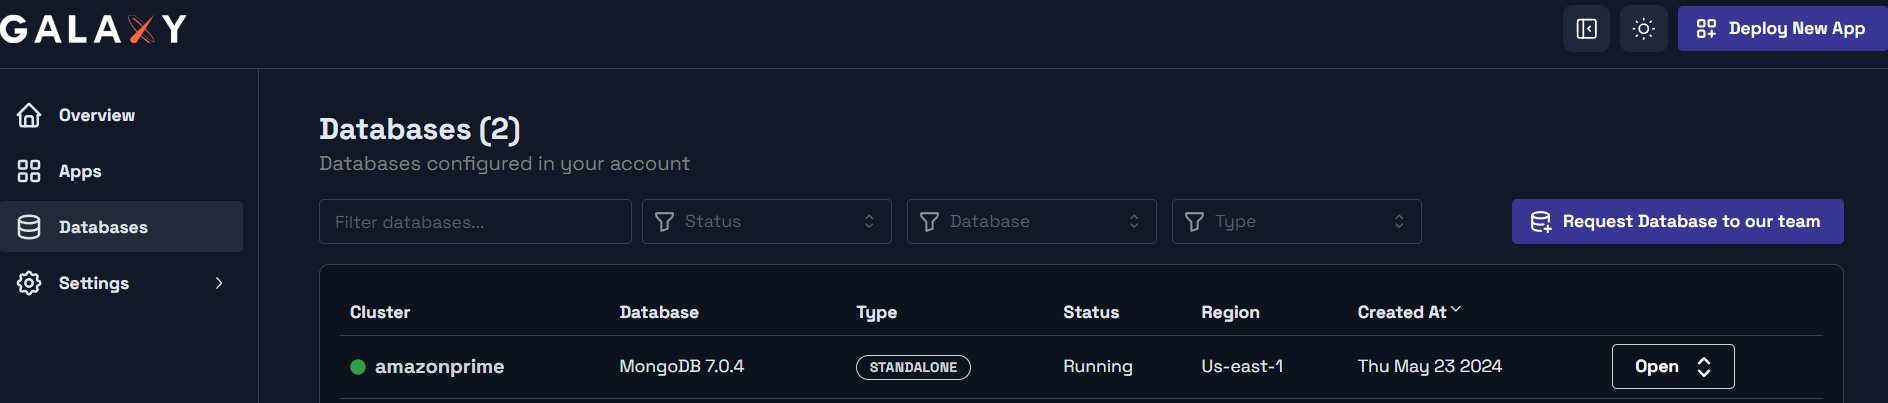 GALAXY
Deploy New App
Overview
Apps
Databases
Settings
Databases (2)
Databases configured in your account
Filter databases...
Status
Database
Type
Request Database to our team
Cluster Database Type Status Region Created At
amazonprime MongoDB 7.0.4 STANDALONE Running Us-east-1 Thu May 23 2024 Open